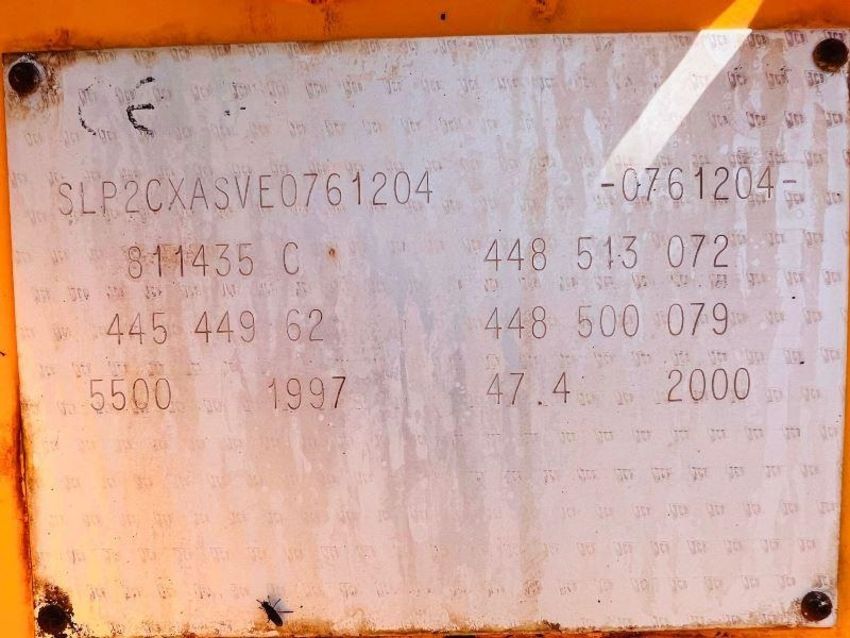 CE
SLP2CXASVE0761204 -0761204-
811435 C 448 513 072
445 449 62 448 500 079
5500 1997 47.4 2000